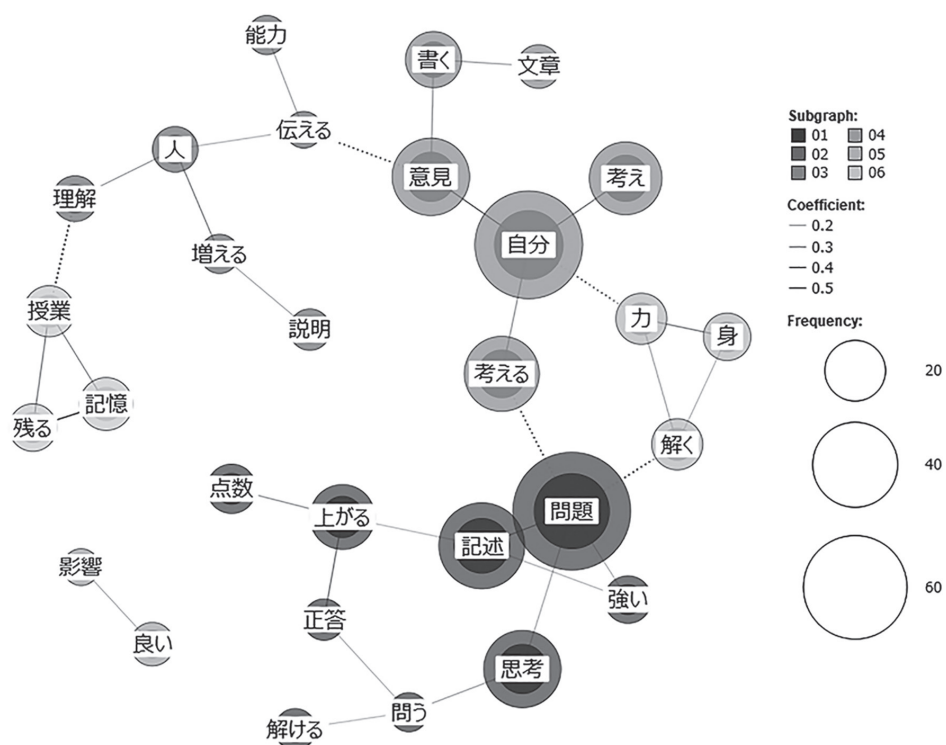 能力
書く
文章
伝える
人
意見
考え
理解
自分
増える
授業
説明
力
身
考える
記憶
残る
解く
点数
上がる
問題
記述
影響
強い
正答
良い
思考
問う
解ける
Subgraph:
01 04
02 05
03 06
Coefficient:
0.2
0.3
0.4
0.5
Frequency:
20
40
60